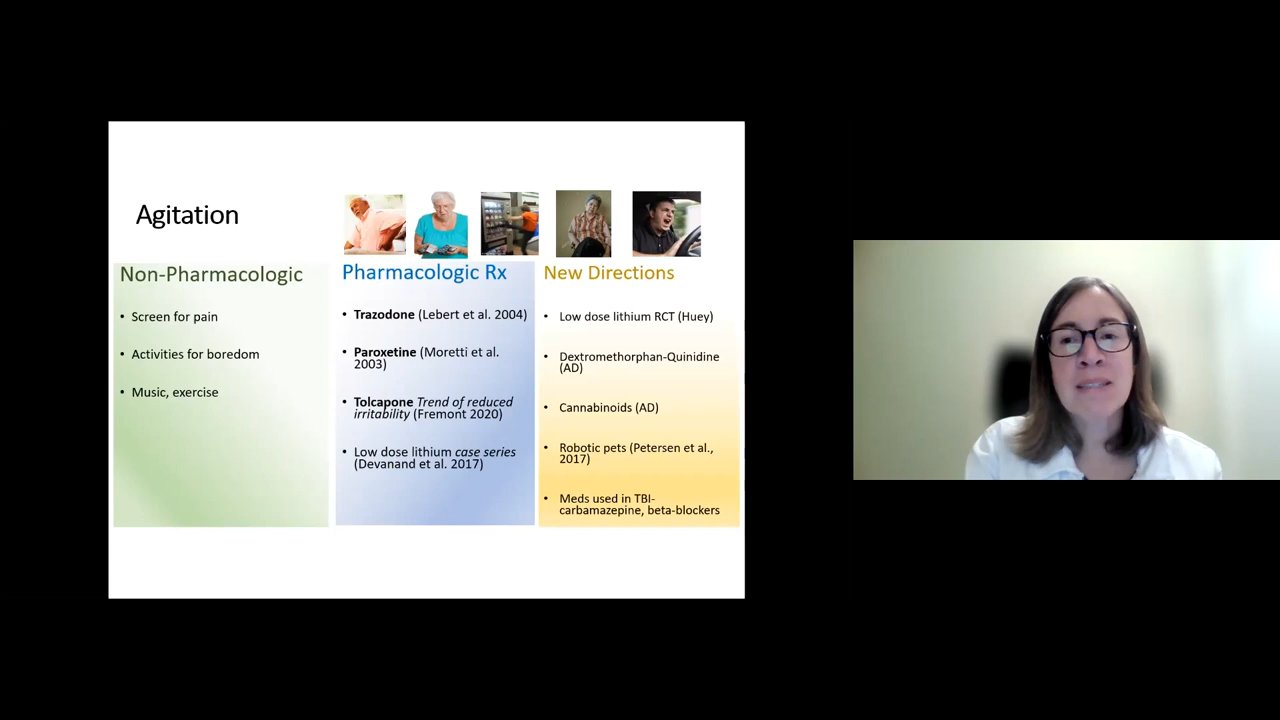 Agitation
Non-Pharmacologic
• Screen for pain
• Activities for boredom
• Music, exercise
Pharmacologic Rx
• Trazodone (Lebert et al. 2004)
• Paroxetine (Moretti et al.
2003)
• Tolcapone Trend of reduced
irritability (Fremont 2020)
• Low dose lithium case series
(Devanand et al. 2017)
New Directions
• Low dose lithium RCT (Huey)
• Dextromethorphan-Quinidine
(AD)
• Cannabinoids (AD)
• Robotic pets (Petersen et al.,
2017)
• Meds used in TBI-
carbamazepine, beta-blockers